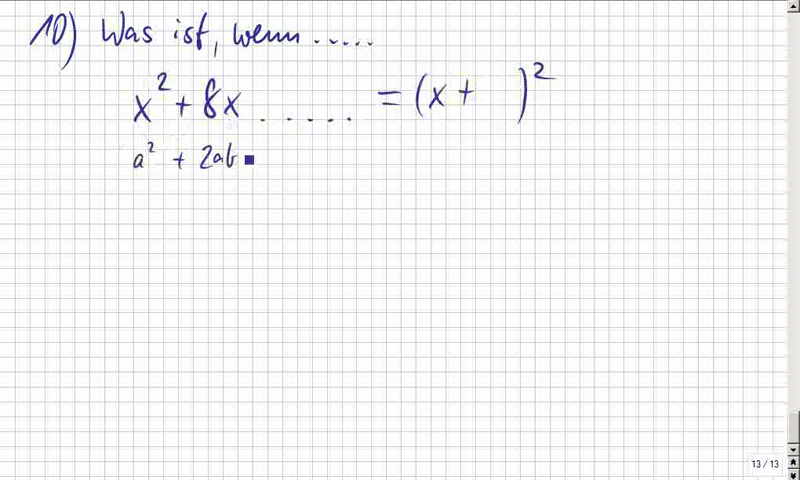 10) Was ist, wenn .....
x² + 8x ..... = (x + )²
a² + 2ab
13 / 13